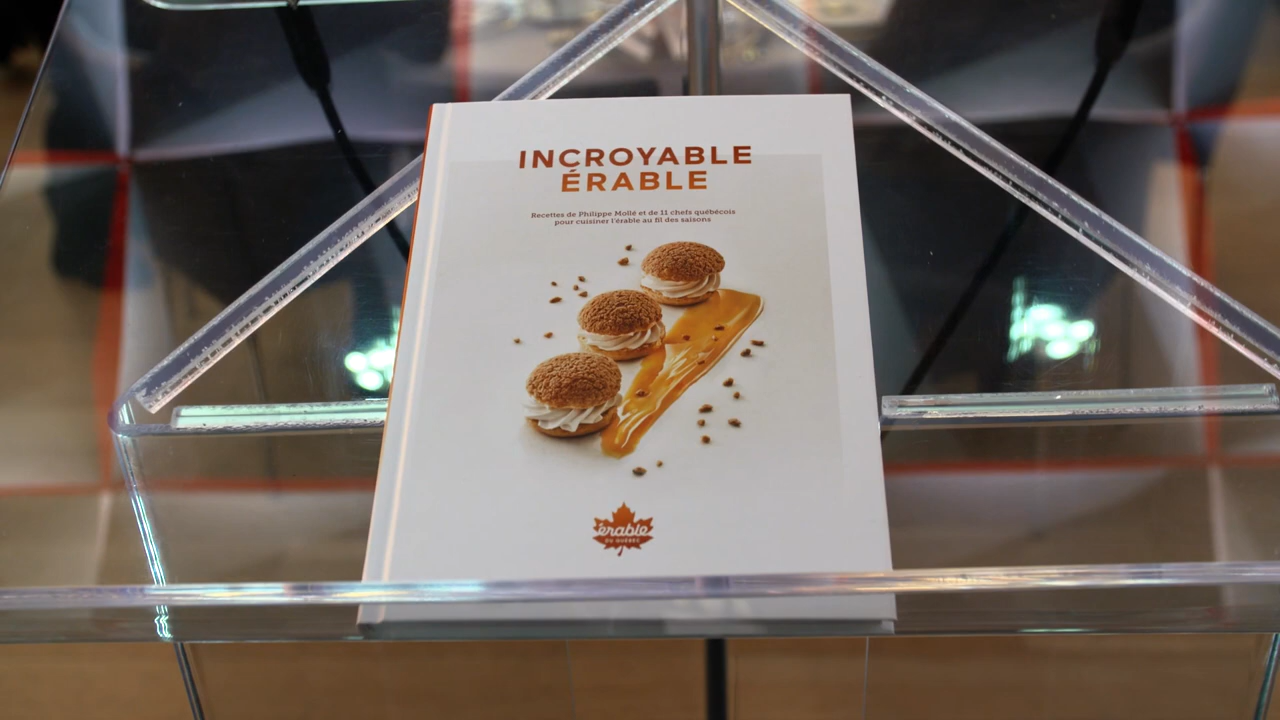 INCROYABLE
ÉRABLE
Recettes de Philippe Mollé et de 11 chefs québécois
pour cuisiner l'érable au fil des saisons
érable
DU QUÉBEC